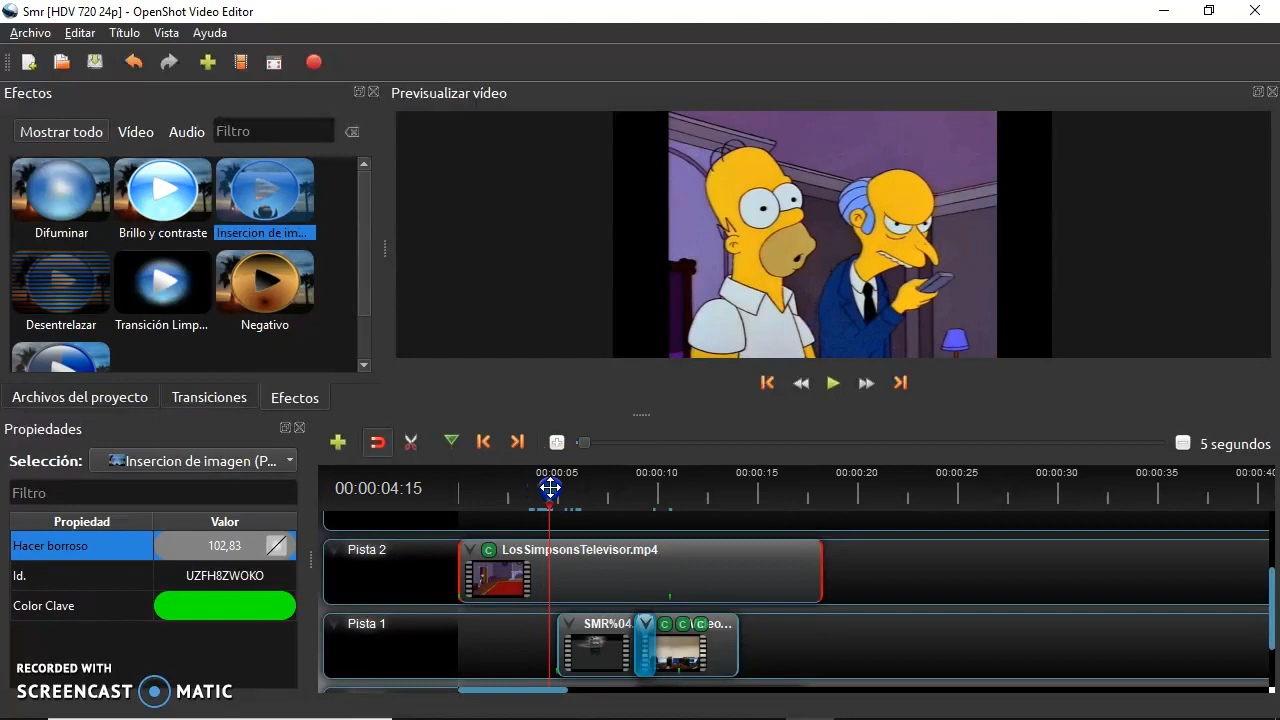 Smr [HDV 720 24p] - OpenShot Video Editor
Archivo Editar Título Vista Ayuda
Efectos
Previsualizar vídeo
Mostrar todo Vídeo Audio Filtro
Difuminar Brillo y contraste Insercion de im...
Desentrelazar Transición Limp... Negativo
Archivos del proyecto Transiciones Efectos
Propiedades
Selección: Insercion de imagen (P...
Filtro
Propiedad Valor
Hacer borroso 102,83
Id. UZFH8ZWOKO
Color Clave
5 segundos
00:00:04:15
00:00:05 00:00:10 00:00:15 00:00:20 00:00:25 00:00:30 00:00:35 00:00:40
Pista 2 C LosSimpsonsTelevisor.mp4
Pista 1 SMR%04. C C C
RECORDED WITH
SCREENCAST MATIC